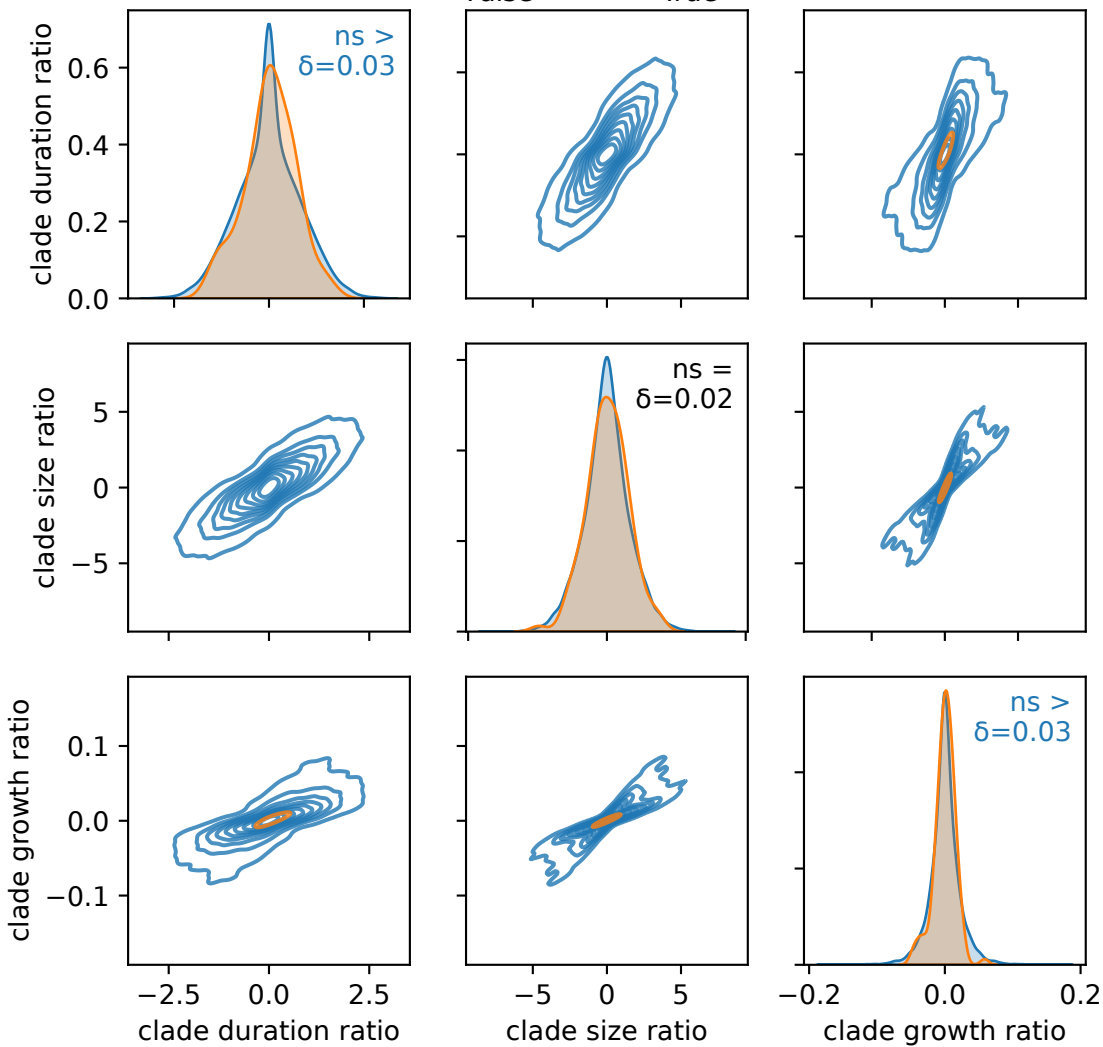 clade duration ratio
0.6
0.4
0.2
0.0
ns >
δ=0.03
clade size ratio
5
0
−5
ns =
δ=0.02
clade growth ratio
0.1
0.0
−0.1
ns >
δ=0.03
−2.5 0.0 2.5
−5 0 5
−0.2 0.0 0.2
clade duration ratio
clade size ratio
clade growth ratio